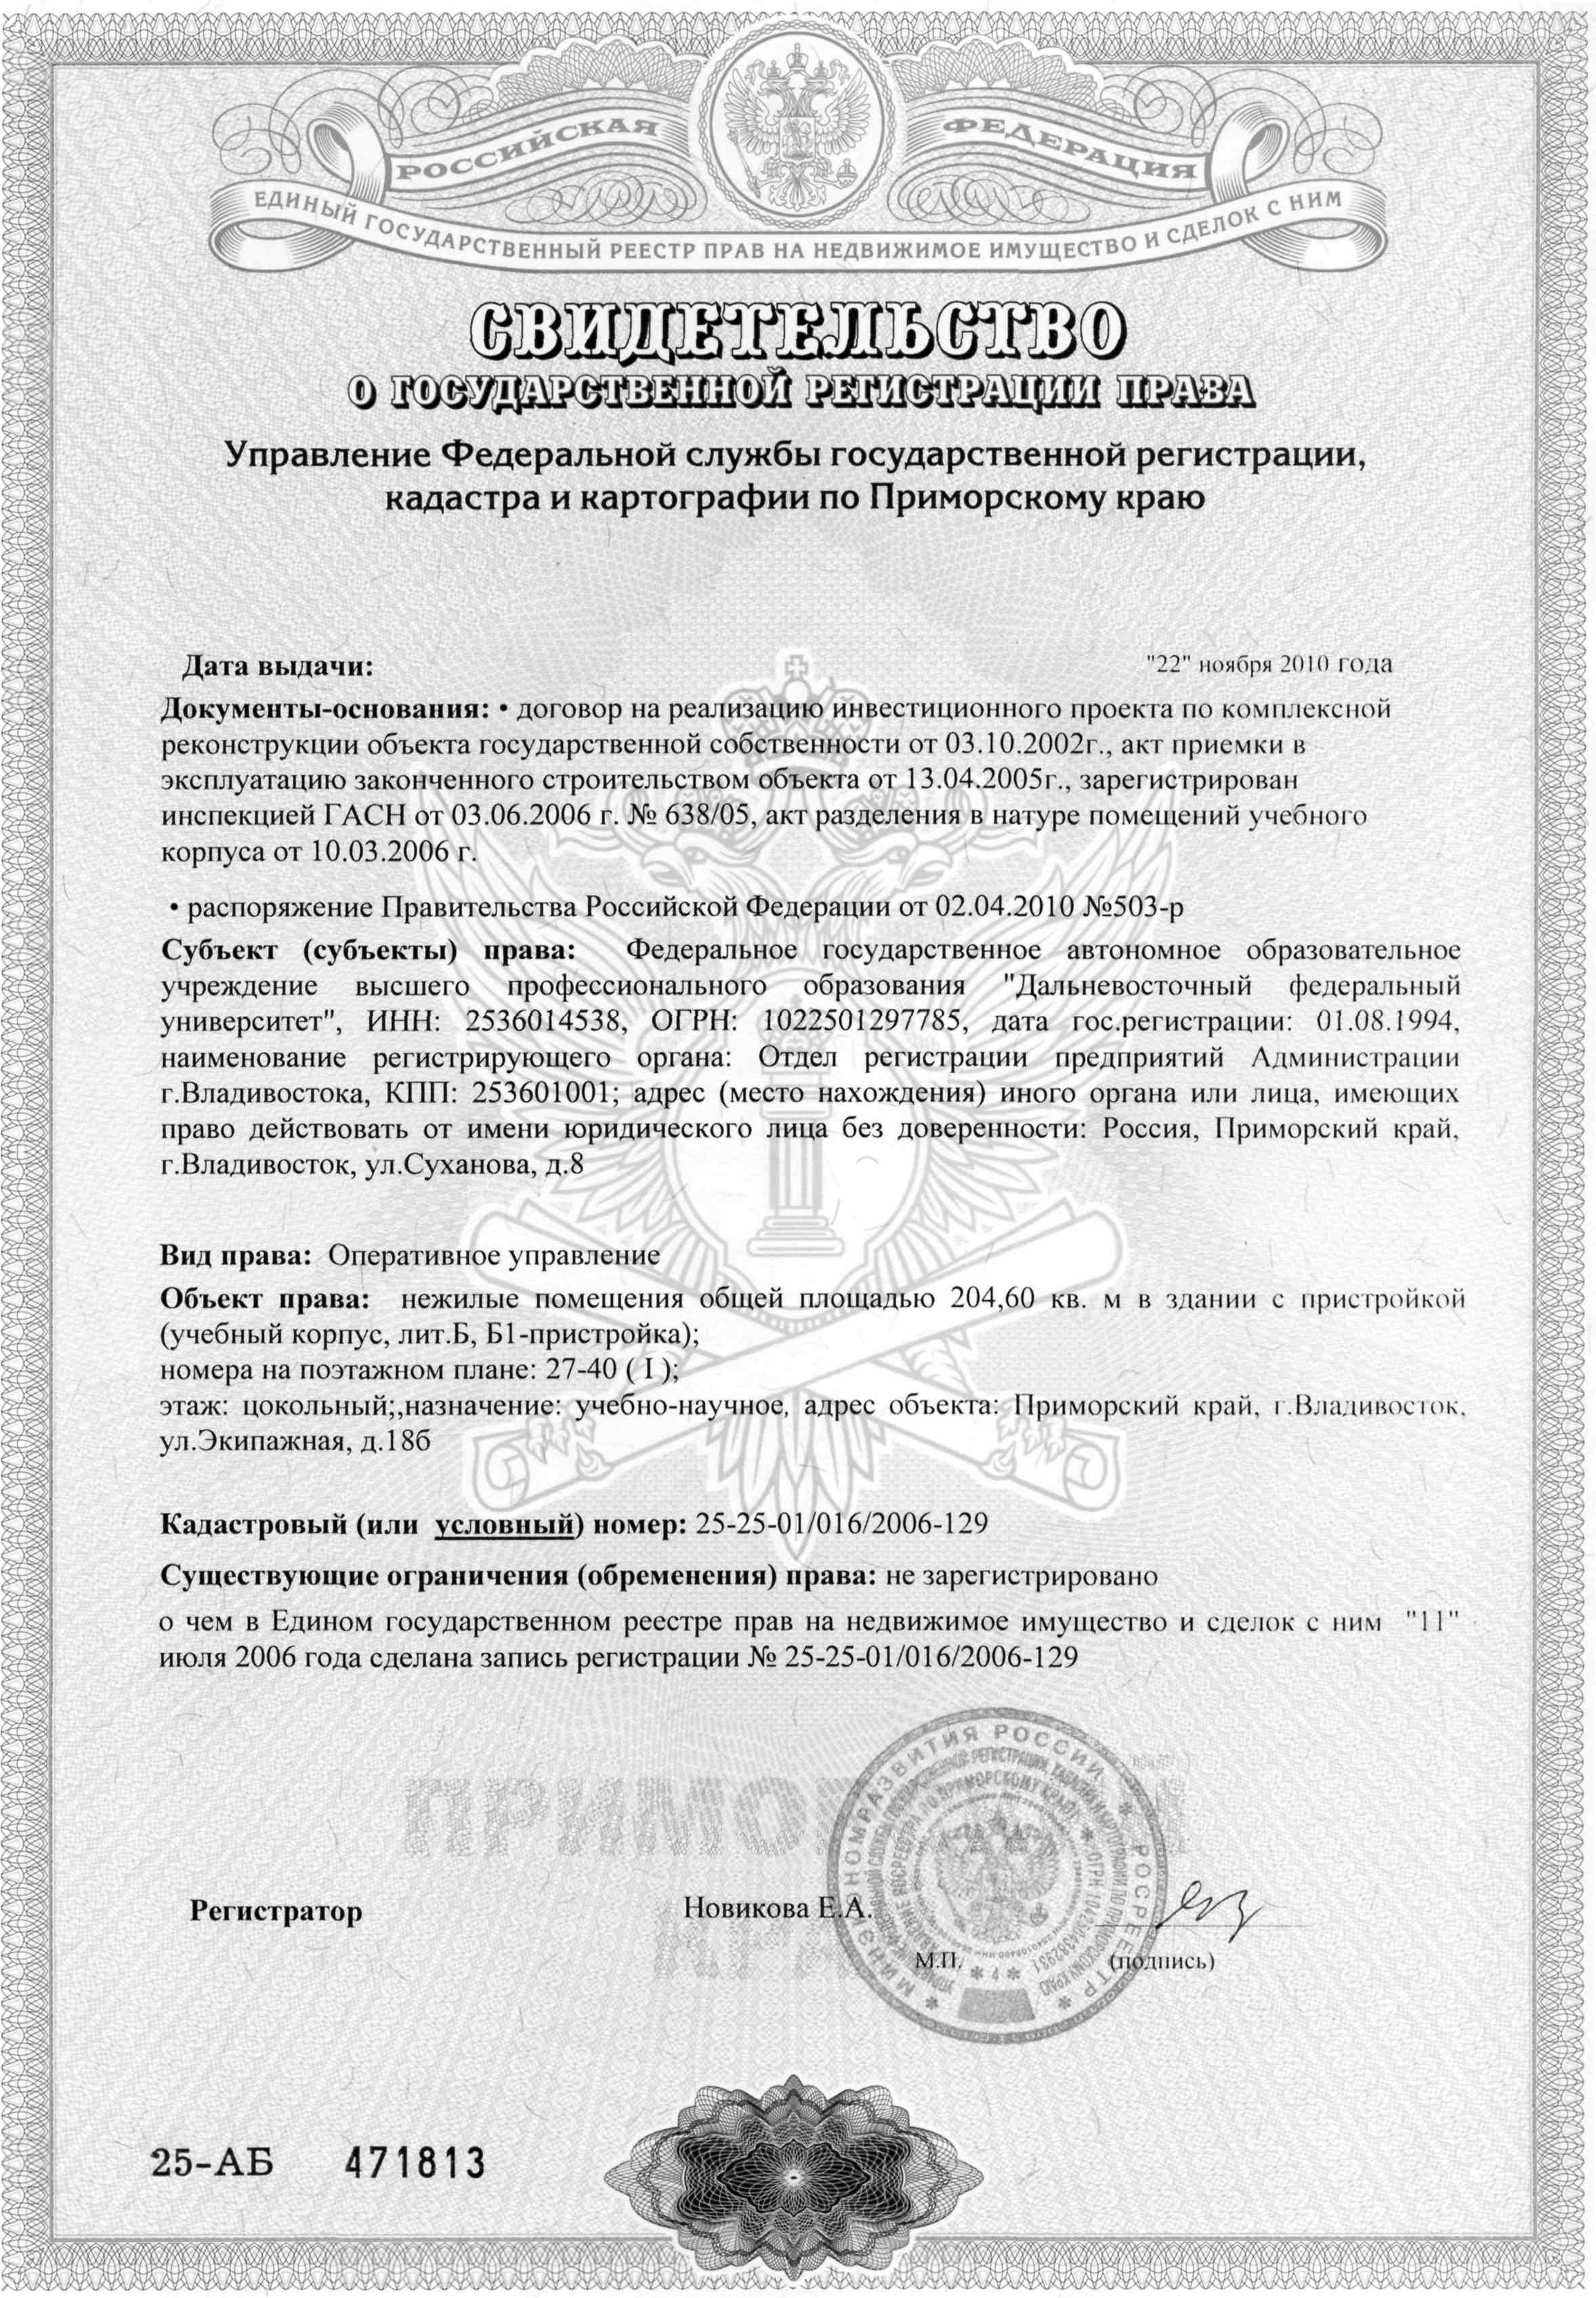 РОССИЙСКАЯ ФЕДЕРАЦИЯ
ЕДИНЫЙ ГОСУДАРСТВЕННЫЙ РЕЕСТР ПРАВ НА НЕДВИЖИМОЕ ИМУЩЕСТВО И СДЕЛОК С НИМ
СВИДЕТЕЛЬСТВО
О ГОСУДАРСТВЕННОЙ РЕГИСТРАЦИИ ПРАВА
Управление Федеральной службы государственной регистрации,
кадастра и картографии по Приморскому краю
Дата выдачи: "22" ноября 2010 года
Документы-основания: • договор на реализацию инвестиционного проекта по комплексной
реконструкции объекта государственной собственности от 03.10.2002г., акт приемки в
эксплуатацию законченного строительством объекта от 13.04.2005г., зарегистрирован
инспекцией ГАСН от 03.06.2006 г. № 638/05, акт разделения в натуре помещений учебного
корпуса от 10.03.2006 г.
• распоряжение Правительства Российской Федерации от 02.04.2010 №503-р
Субъект (субъекты) права: Федеральное государственное автономное образовательное
учреждение высшего профессионального образования "Дальневосточный федеральный
университет", ИНН: 2536014538, ОГРН: 1022501297785, дата гос.регистрации: 01.08.1994,
наименование регистрирующего органа: Отдел регистрации предприятий Администрации
г.Владивостока, КПП: 253601001; адрес (место нахождения) иного органа или лица, имеющих
право действовать от имени юридического лица без доверенности: Россия, Приморский край,
г.Владивосток, ул.Суханова, д.8
Вид права: Оперативное управление
Объект права: нежилые помещения общей площадью 204,60 кв. м в здании с пристройкой
(учебный корпус, лит.Б, Б1-пристройка);
номера на поэтажном плане: 27-40 ( I );
этаж: цокольный;,назначение: учебно-научное, адрес объекта: Приморский край, г.Владивосток,
ул.Экипажная, д.18б
Кадастровый (или условный) номер: 25-25-01/016/2006-129
Существующие ограничения (обременения) права: не зарегистрировано
о чем в Едином государственном реестре прав на недвижимое имущество и сделок с ним "11"
июля 2006 года сделана запись регистрации № 25-25-01/016/2006-129
МИНЭКОНОМРАЗВИТИЯ РОССИИ * РОСРЕЕСТР *
Регистратор Новикова Е.А.
М.П. (подпись)
25-АБ 471813